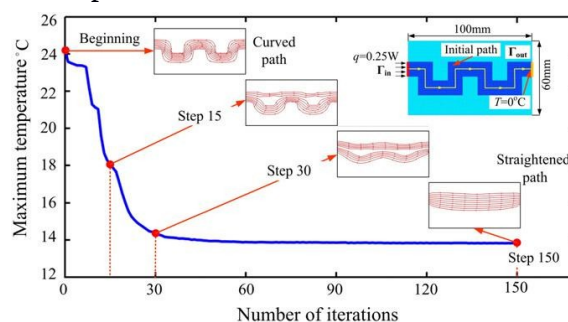 Maximum temperature °C
26
24
22
20
18
16
14
12
0
30
60
90
120
150
Number of iterations
Beginning
Curved
path
Step 15
Step 30
Straightened
path
Step 150
100mm
60mm
q=0.25W
Γin
Initial path
Γout
T=0°C